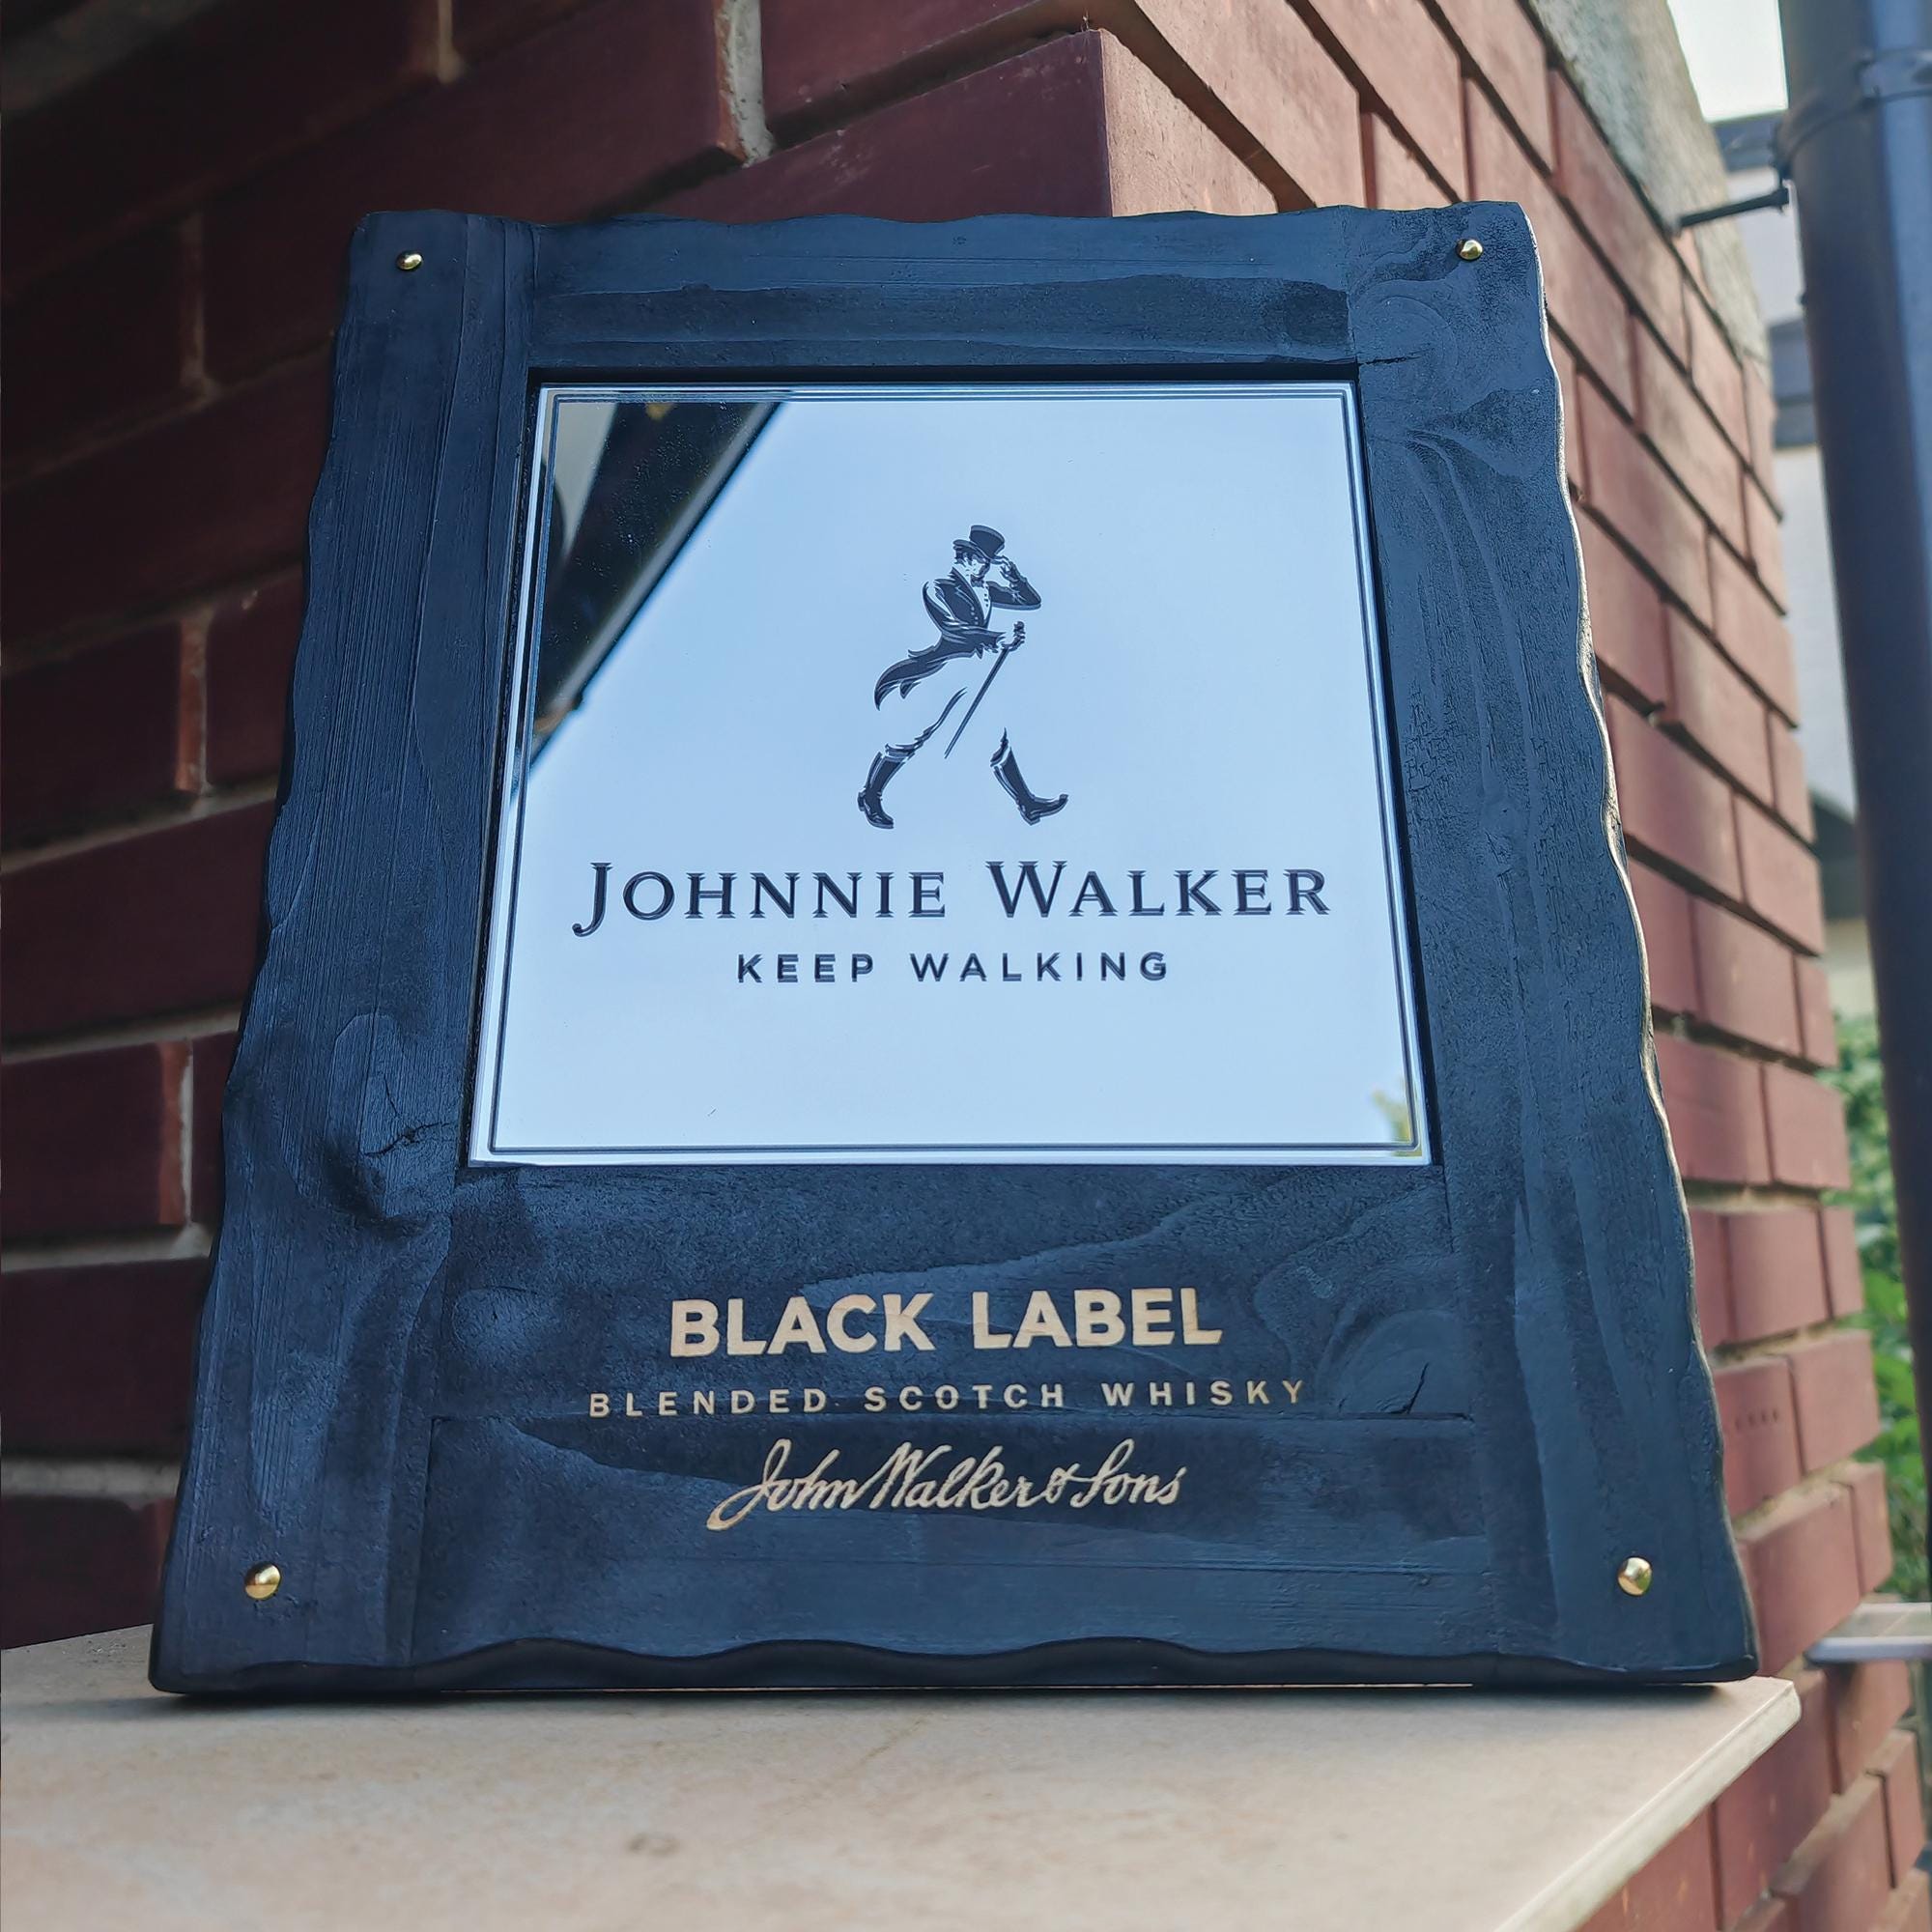 JOHNNIE WALKER
KEEP WALKING
BLACK LABEL
BLENDED SCOTCH WHISKY
John Walker & Sons